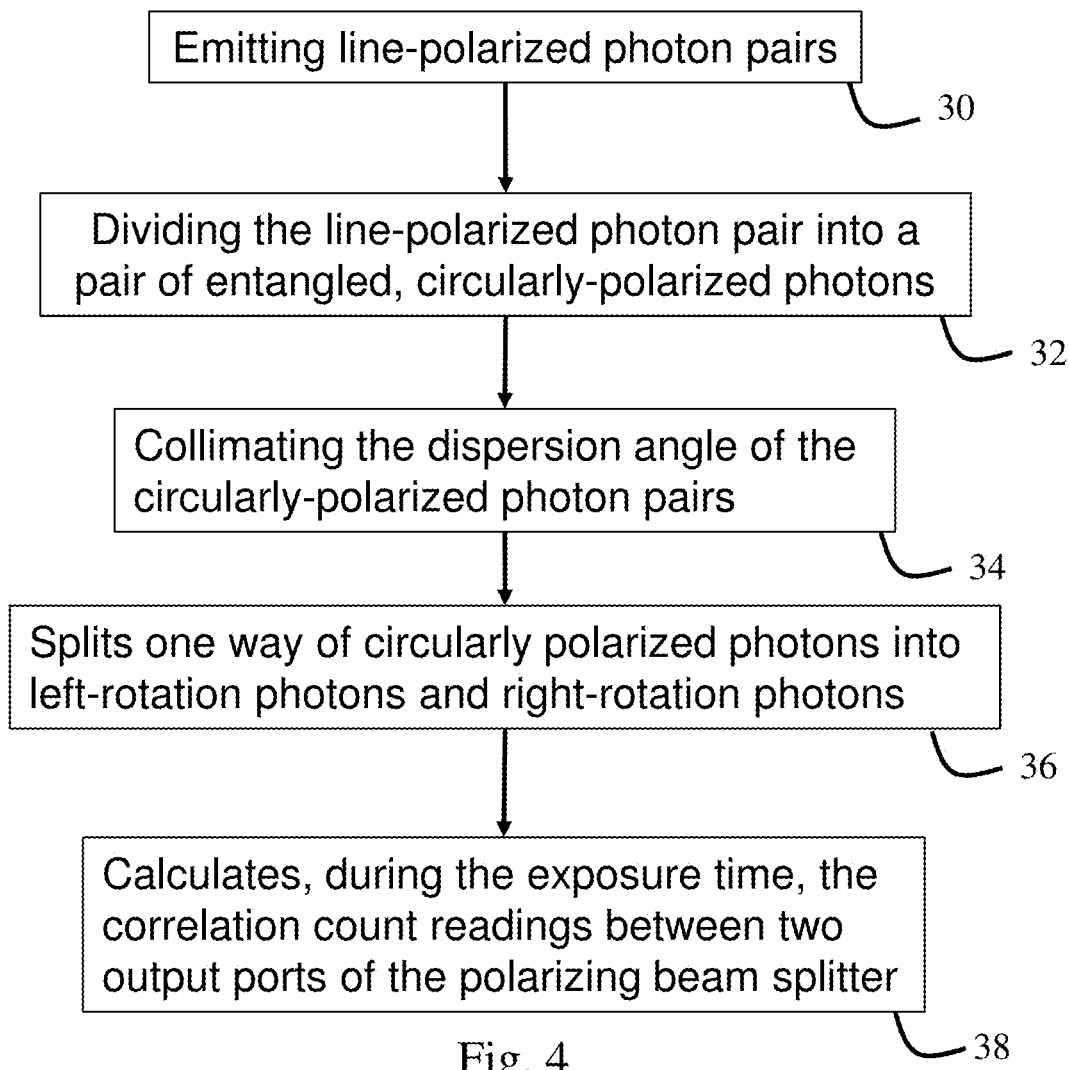 Emitting line-polarized photon pairs
30
Dividing the line-polarized photon pair into a
pair of entangled, circularly-polarized photons
32
Collimating the dispersion angle of the
circularly-polarized photon pairs
34
Splits one way of circularly polarized photons into
left-rotation photons and right-rotation photons
36
Calculates, during the exposure time, the
correlation count readings between two
output ports of the polarizing beam splitter
38
Fig. 4